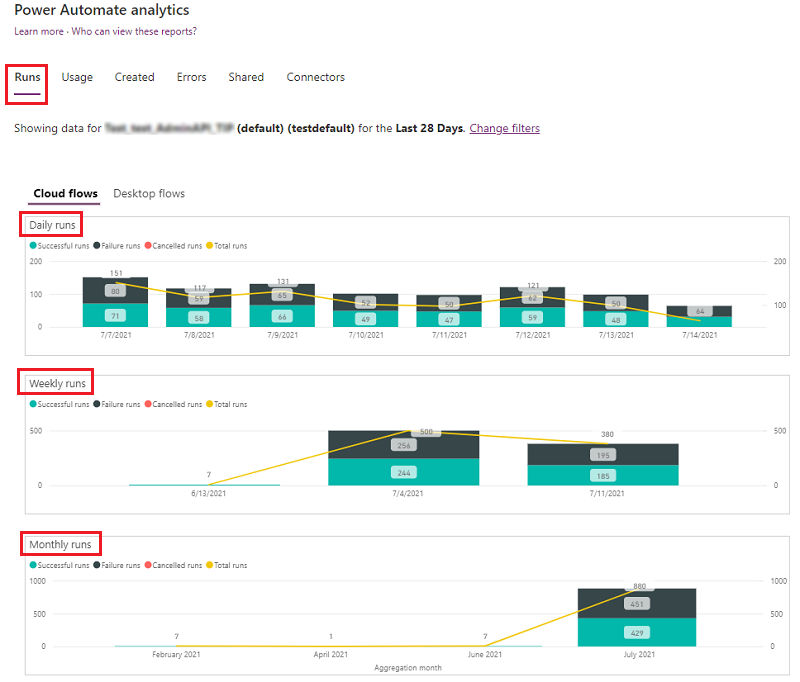 Power Automate analytics
Learn more · Who can view these reports?
Runs Usage Created Errors Shared Connectors
Showing data for (default) (testdefault) for the Last 28 Days. Change filters
Cloud flows Desktop flows
Daily runs
Successful runs Failure runs Cancelled runs Total runs
200 200
151 117 131 121
80 59 65 52 50 62 50 64
100 100
71 58 66 49 47 59 48
0
7/7/2021 7/8/2021 7/9/2021 7/10/2021 7/11/2021 7/12/2021 7/13/2021 7/14/2021
Weekly runs
Successful runs Failure runs Cancelled runs Total runs
500 500 380 500
256 195
7 244 185
0 0
6/13/2021 7/4/2021 7/11/2021
Monthly runs
Successful runs Failure runs Cancelled runs Total runs
1000 880 1000
451
500 500
7 1 7 429
0 0
February 2021 April 2021 June 2021 July 2021
Aggregation month